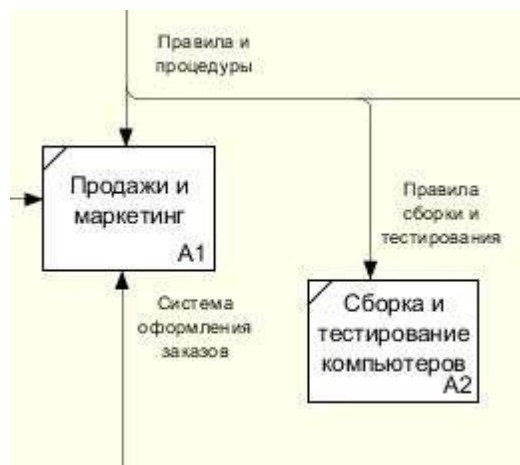 Правила и
процедуры
Продажи и
маркетинг
A1
Правила
сборки и
тестирования
Система
оформления
заказов
Сборка и
тестирование
компьютеров
A2